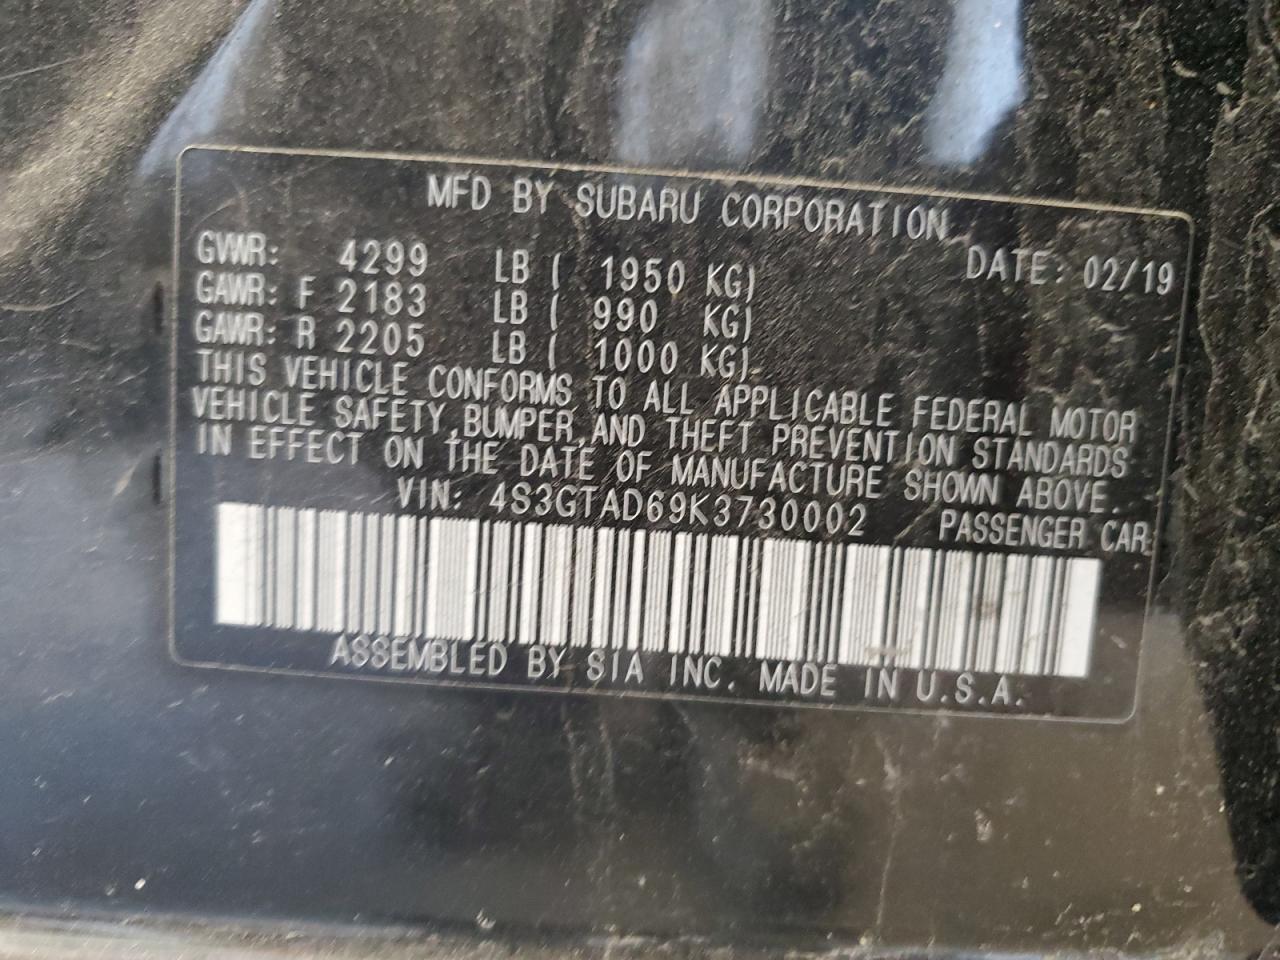 MFD BY SUBARU CORPORATION
DATE: 02/19
GVWR: 4299 LB ( 1950 KG)
GAWR: F 2183 LB ( 990 KG)
GAWR: R 2205 LB ( 1000 KG)
THIS VEHICLE CONFORMS TO ALL APPLICABLE FEDERAL MOTOR
VEHICLE SAFETY,BUMPER,AND THEFT PREVENTION STANDARDS
IN EFFECT ON THE DATE OF MANUFACTURE SHOWN ABOVE.
VIN: 4S3GTAD69K3730002 PASSENGER CAR
ASSEMBLED BY SIA INC. MADE IN U.S.A.